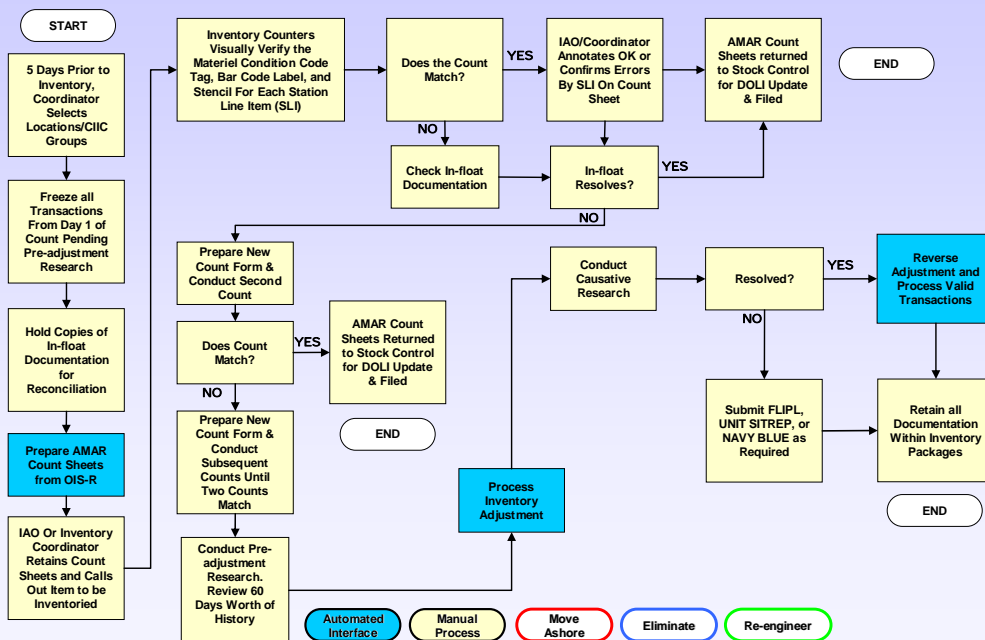 START
5 Days Prior to
Inventory,
Coordinator
Selects
Locations/CIIC
Groups
Freeze all
Transactions
From Day 1 of
Count Pending
Pre-adjustment
Research
Hold Copies of
In-float
Documentation
for
Reconciliation
Prepare AMAR
Count Sheets
from OIS-R
IAO Or Inventory
Coordinator
Retains Count
Sheets and Calls
Out Item to be
Inventoried
Inventory Counters
Visually Verify the
Materiel Condition Code
Tag, Bar Code Label, and
Stencil For Each Station
Line Item (SLI)
Does the Count
Match?
YES
NO
IAO/Coordinator
Annotates OK or
Confirms Errors
By SLI On Count
Sheet
AMAR Count
Sheets returned
to Stock Control
for DOLI Update
& Filed
END
Check In-float
Documentation
In-float
Resolves?
YES
NO
Prepare New
Count Form &
Conduct Second
Count
Does Count
Match?
YES
NO
AMAR Count
Sheets Returned
to Stock Control
for DOLI Update
& Filed
END
Prepare New
Count Form &
Conduct
Subsequent
Counts Until
Two Counts
Match
Conduct Pre-
adjustment
Research.
Review 60
Days Worth of
History
Process
Inventory
Adjustment
Conduct
Causative
Research
Resolved?
YES
NO
Reverse
Adjustment and
Process Valid
Transactions
Submit FLIPL,
UNIT SITREP, or
NAVY BLUE as
Required
Retain all
Documentation
Within Inventory
Packages
END
Automated
Interface
Manual
Process
Move
Ashore
Eliminate
Re-engineer